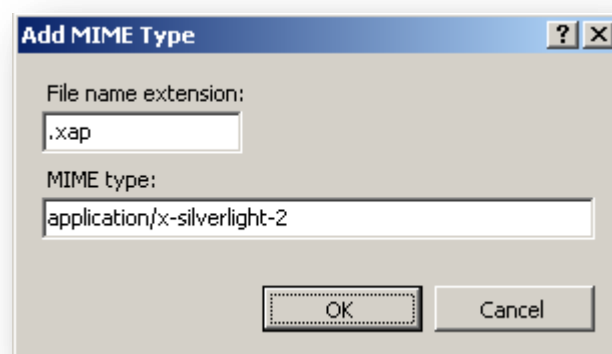 Add MIME Type
File name extension:
.xap
MIME type:
application/x-silverlight-2
OK Cancel